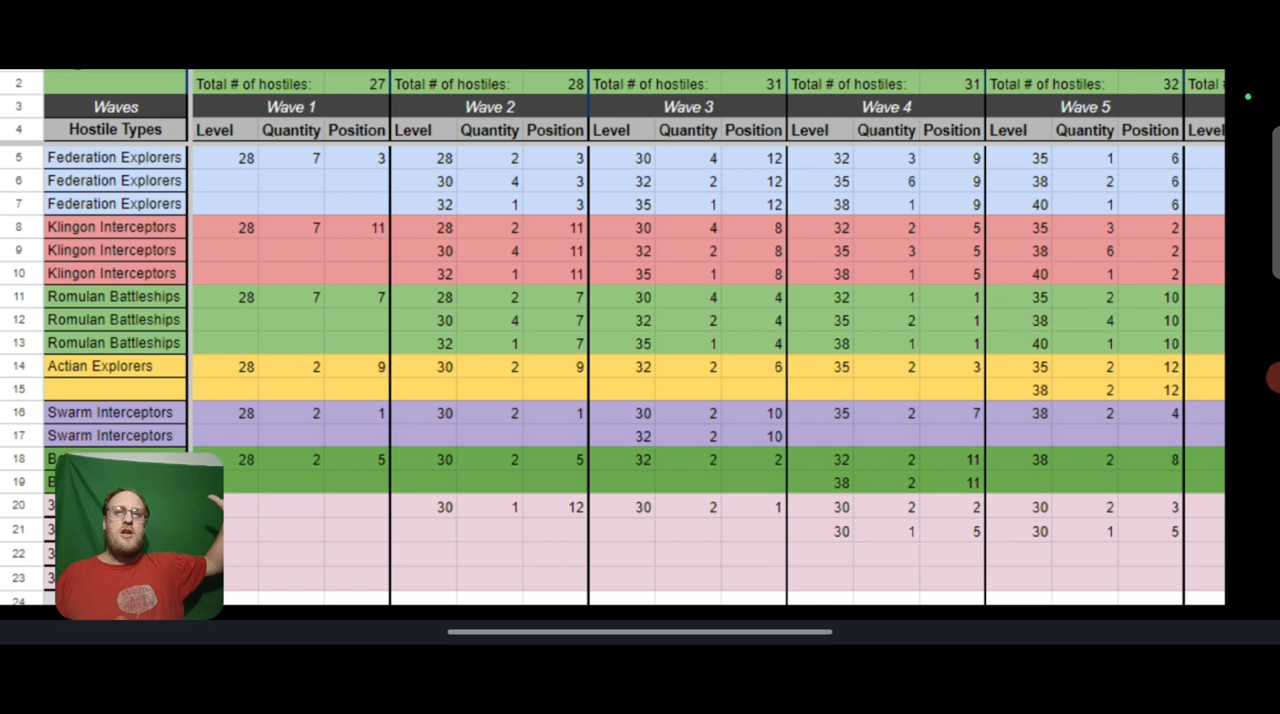 2 Total # of hostiles: 27 Total # of hostiles: 28 Total # of hostiles: 31 Total # of hostiles: 31 Total # of hostiles: 32 Total
3 Waves Wave 1 Wave 2 Wave 3 Wave 4 Wave 5
4 Hostile Types Level Quantity Position Level Quantity Position Level Quantity Position Level Quantity Position Level Quantity Position Level
5 Federation Explorers 28 7 3 28 2 3 30 4 12 32 3 9 35 1 6
6 Federation Explorers 30 4 3 32 2 12 35 6 9 38 2 6
7 Federation Explorers 32 1 3 35 1 12 38 1 9 40 1 6
8 Klingon Interceptors 28 7 11 28 2 11 30 4 8 32 2 5 35 3 2
9 Klingon Interceptors 30 4 11 32 2 8 35 3 5 38 6 2
10 Klingon Interceptors 32 1 11 35 1 8 38 1 5 40 1 2
11 Romulan Battleships 28 7 7 28 2 7 30 4 4 32 1 1 35 2 10
12 Romulan Battleships 30 4 7 32 2 4 35 2 1 38 4 10
13 Romulan Battleships 32 1 7 35 1 4 38 1 1 40 1 10
14 Actian Explorers 28 2 9 30 2 9 32 2 6 35 2 3 35 2 12
15 38 2 12
16 Swarm Interceptors 28 2 1 30 2 1 30 2 10 35 2 7 38 2 4
17 Swarm Interceptors 32 2 10
18 28 2 5 30 2 5 32 2 2 32 2 11 38 2 8
19 38 2 11
20 3 30 1 12 30 2 1 30 2 2 30 2 3
21 3 30 1 5 30 1 5
22 3
23 3
24